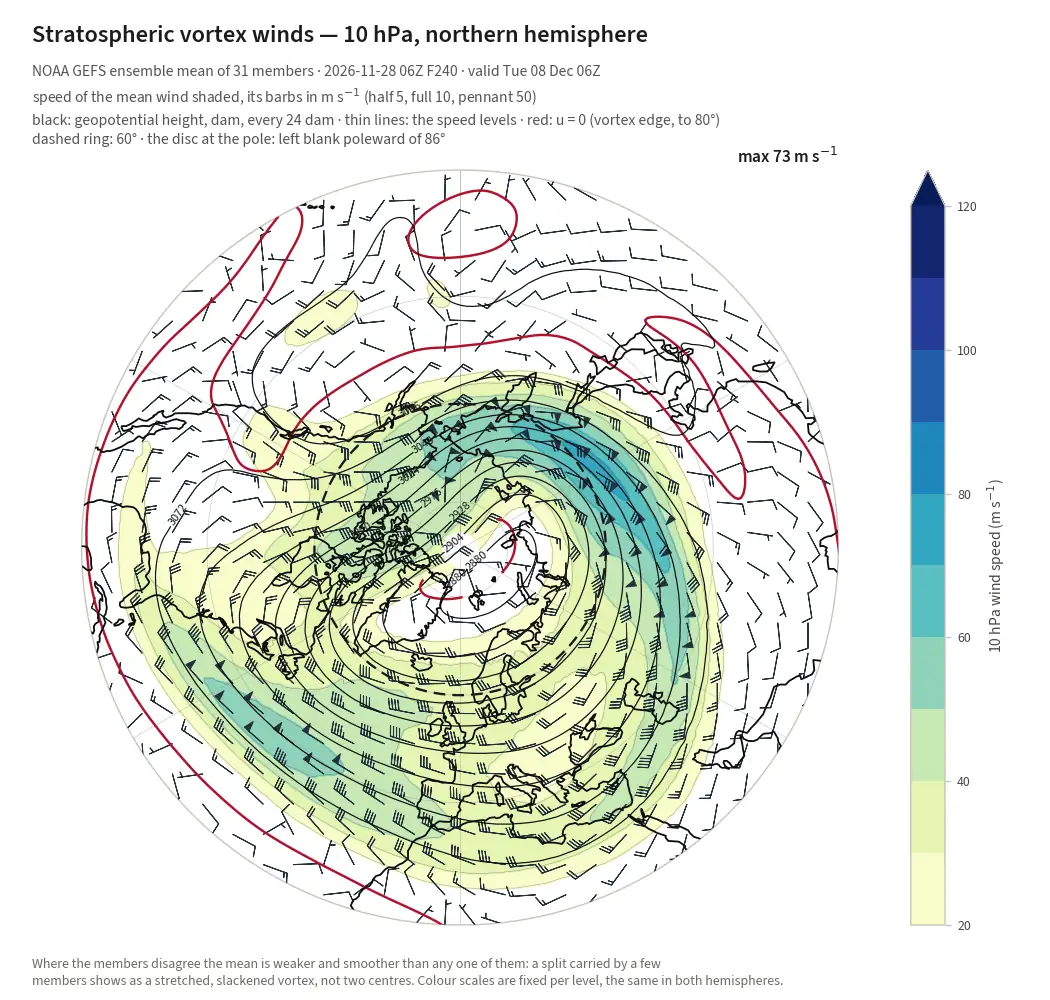 Stratospheric vortex winds — 10 hPa, northern hemisphere
NOAA GEFS ensemble mean of 31 members · 2026-11-28 06Z F240 · valid Tue 08 Dec 06Z
speed of the mean wind shaded, its barbs in m s⁻¹ (half 5, full 10, pennant 50)
black: geopotential height, dam, every 24 dam · thin lines: the speed levels · red: u = 0 (vortex edge, to 80°)
dashed ring: 60° · the disc at the pole: left blank poleward of 86°
max 73 m s⁻¹
120
100
80
60
40
20
10 hPa wind speed (m s⁻¹)
3072
2928
2904
2880
Where the members disagree the mean is weaker and smoother than any one of them: a split carried by a few
members shows as a stretched, slackened vortex, not two centres. Colour scales are fixed per level, the same in both hemispheres.